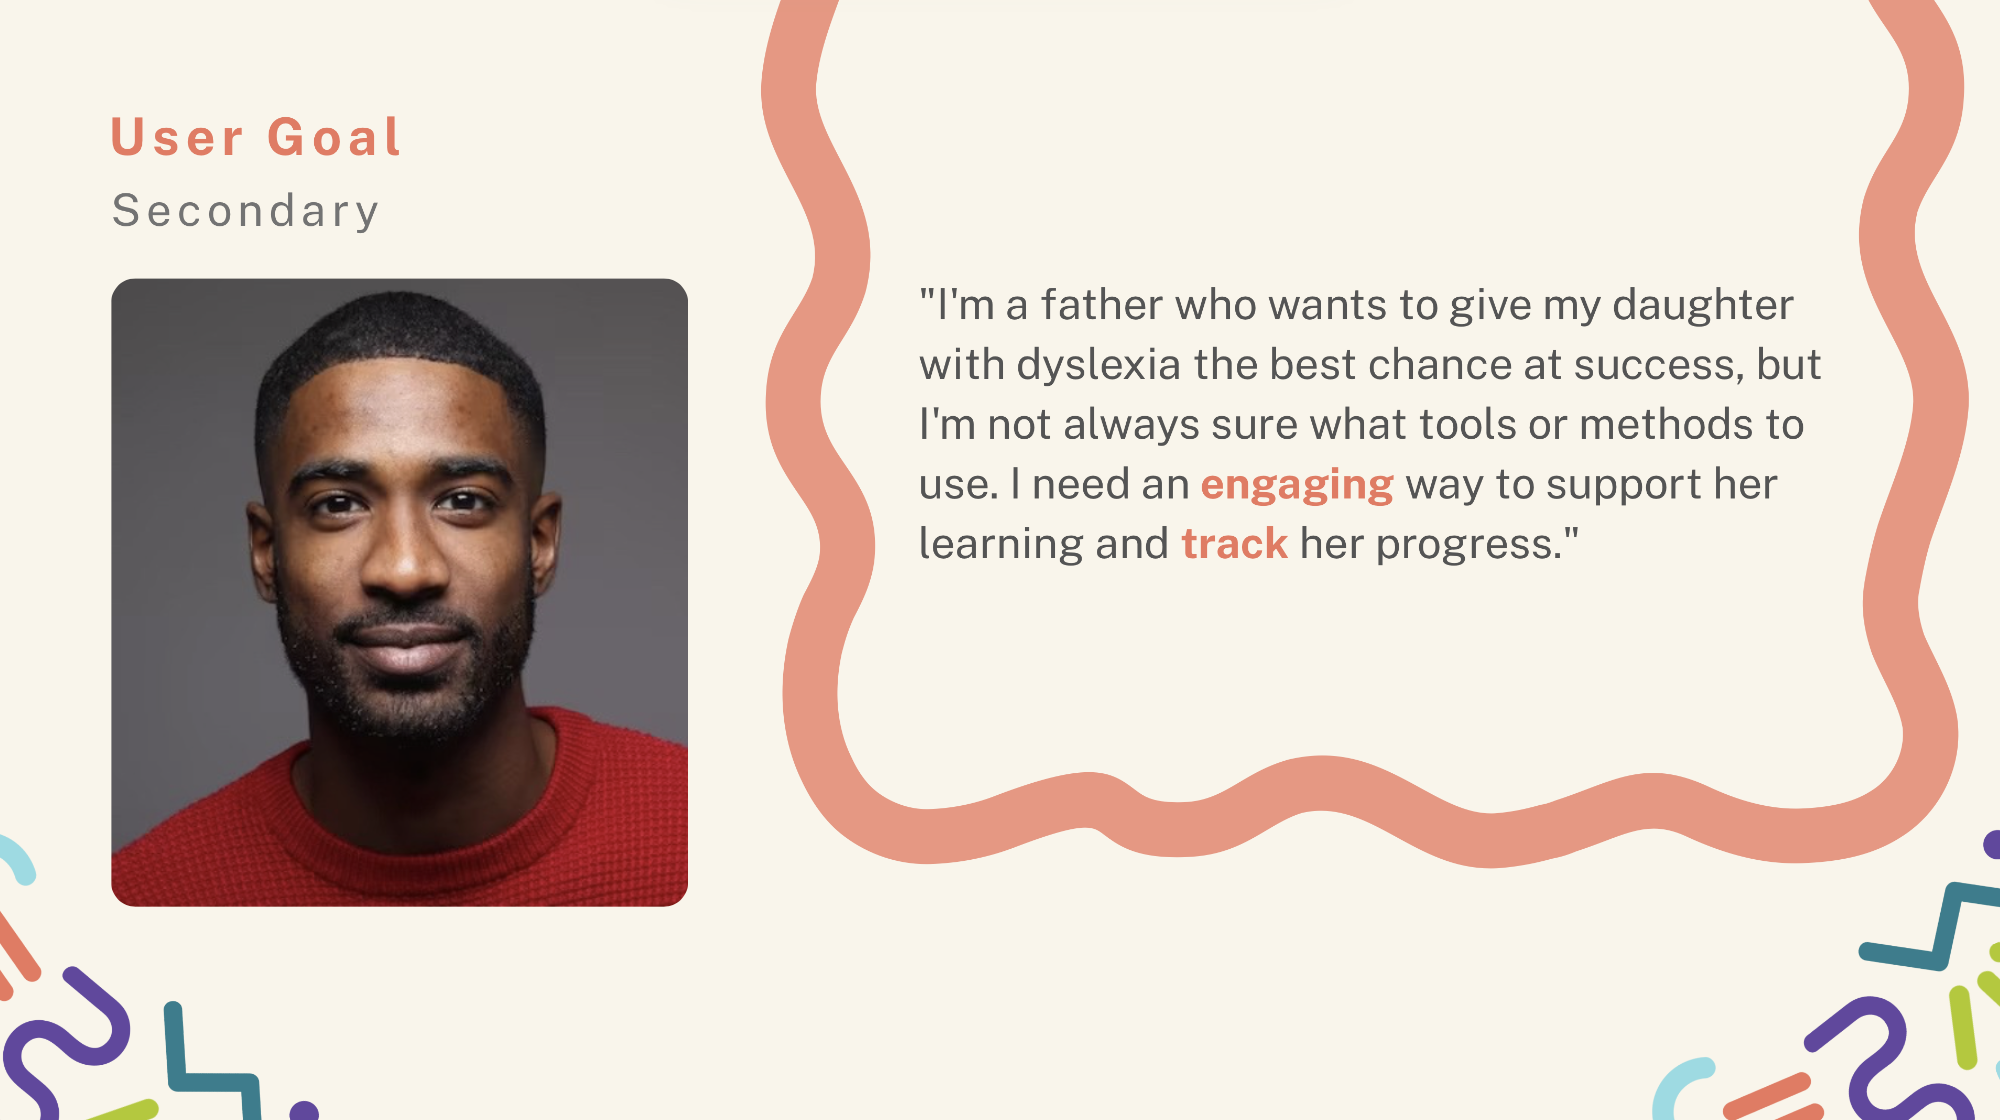 User Goal
Secondary
"I'm a father who wants to give my daughter
with dyslexia the best chance at success, but
I'm not always sure what tools or methods to
use. I need an engaging way to support her
learning and track her progress."